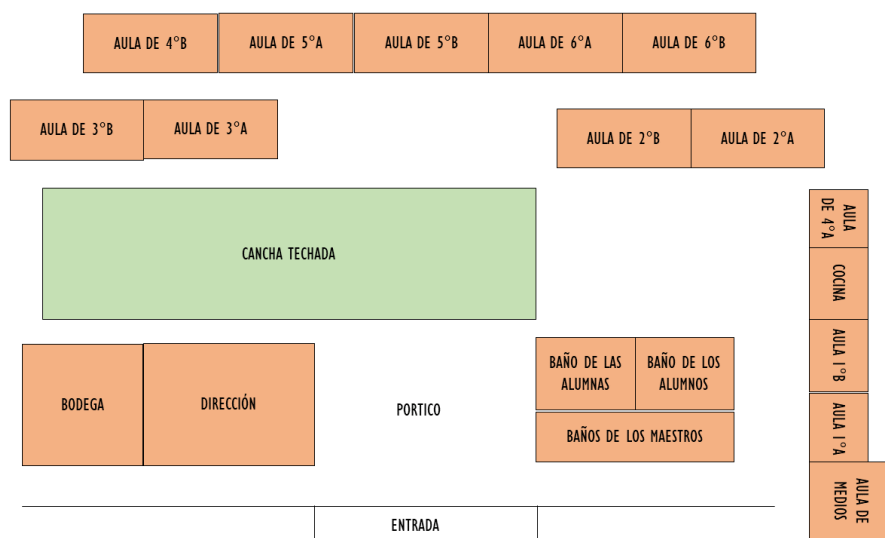 AULA DE 4°B
AULA DE 5°A
AULA DE 5°B
AULA DE 6°A
AULA DE 6°B
AULA DE 3°B
AULA DE 3°A
AULA DE 2°B
AULA DE 2°A
CANCHA TECHADA
AULA
DE 4°A
COCINA
AULA 1°B
AULA 1°A
AULA DE
MEDIOS
BODEGA
DIRECCIÓN
PORTICO
BAÑO DE LAS
ALUMNAS
BAÑO DE LOS
ALUMNOS
BAÑOS DE LOS MAESTROS
ENTRADA